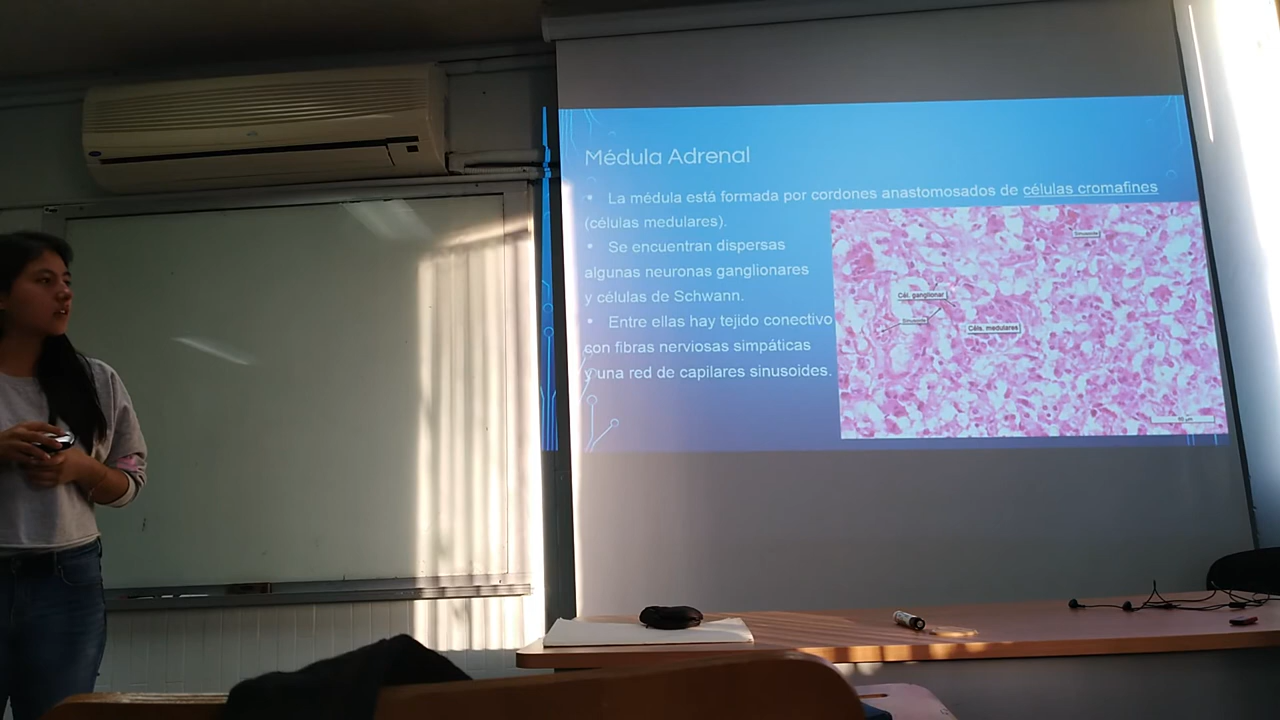 Médula Adrenal
• La médula está formada por cordones anastomosados de células cromafines
(células medulares).
• Se encuentran dispersas
algunas neuronas ganglionares
y células de Schwann.
• Entre ellas hay tejido conectivo
con fibras nerviosas simpáticas
y una red de capilares sinusoides.
Sinusoide
Cél. ganglionar
Sinusoide
Céls. medulares